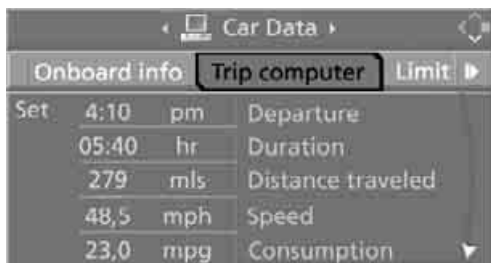 Car Data
Onboard info Trip computer Limit
Set 4:10 pm Departure
05:40 hr Duration
279 mls Distance traveled
48,5 mph Speed
23,0 mpg Consumption